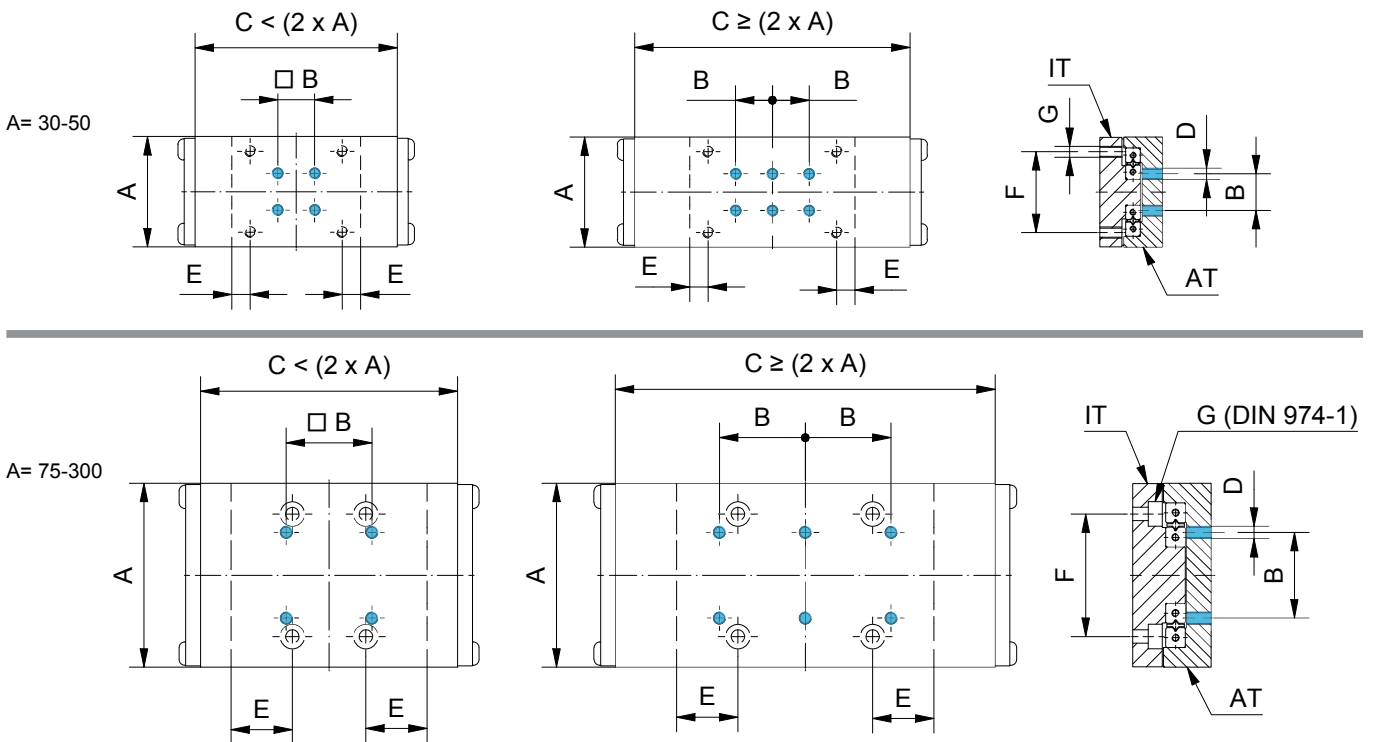 C < (2 x A)
C ≥ (2 x A)
□ B
B
B
IT
G
D
A= 30-50
A
A
F
B
E
E
E
E
AT
C < (2 x A)
C ≥ (2 x A)
□ B
B
B
IT
G (DIN 974-1)
A= 75-300
D
A
A
F
B
E
E
E
E
AT